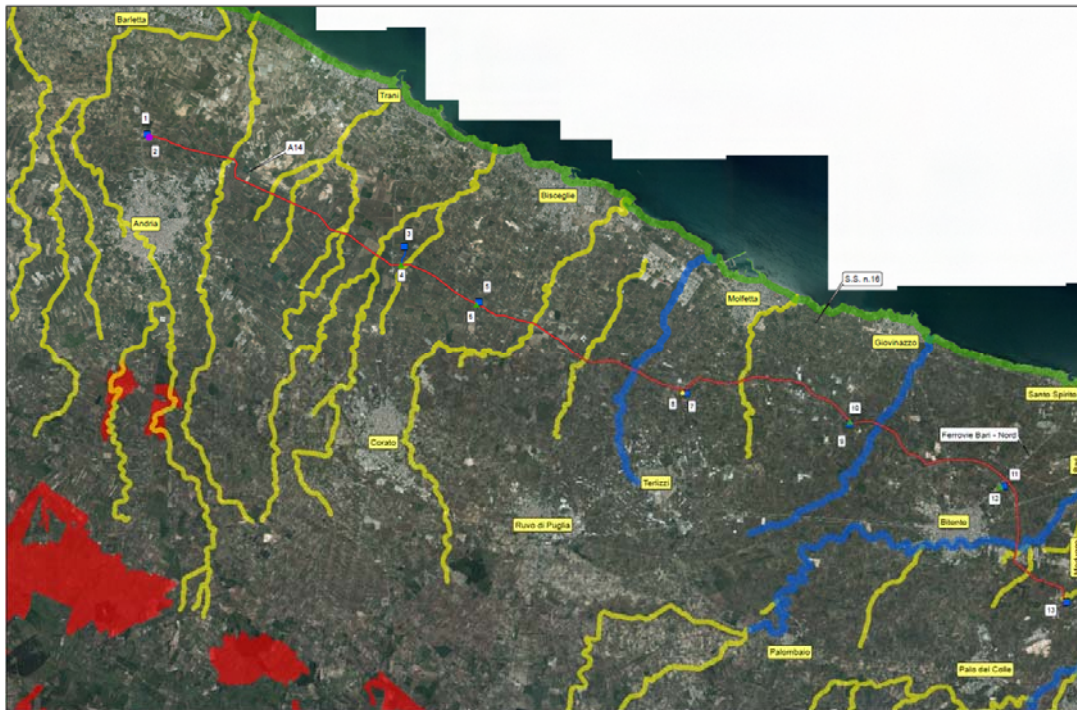 Barletta
Trani
1
2
A14
Bisceglie
Andria
3
4
5
6
S.S. n.16
Molfetta
Giovinazzo
Santo Spirito
8
7
10
9
Ferrovie Bari - Nord
Corato
11
Terlizzi
12
Ruvo di Puglia
Bitonto
13
Palombaio
Palo del Colle